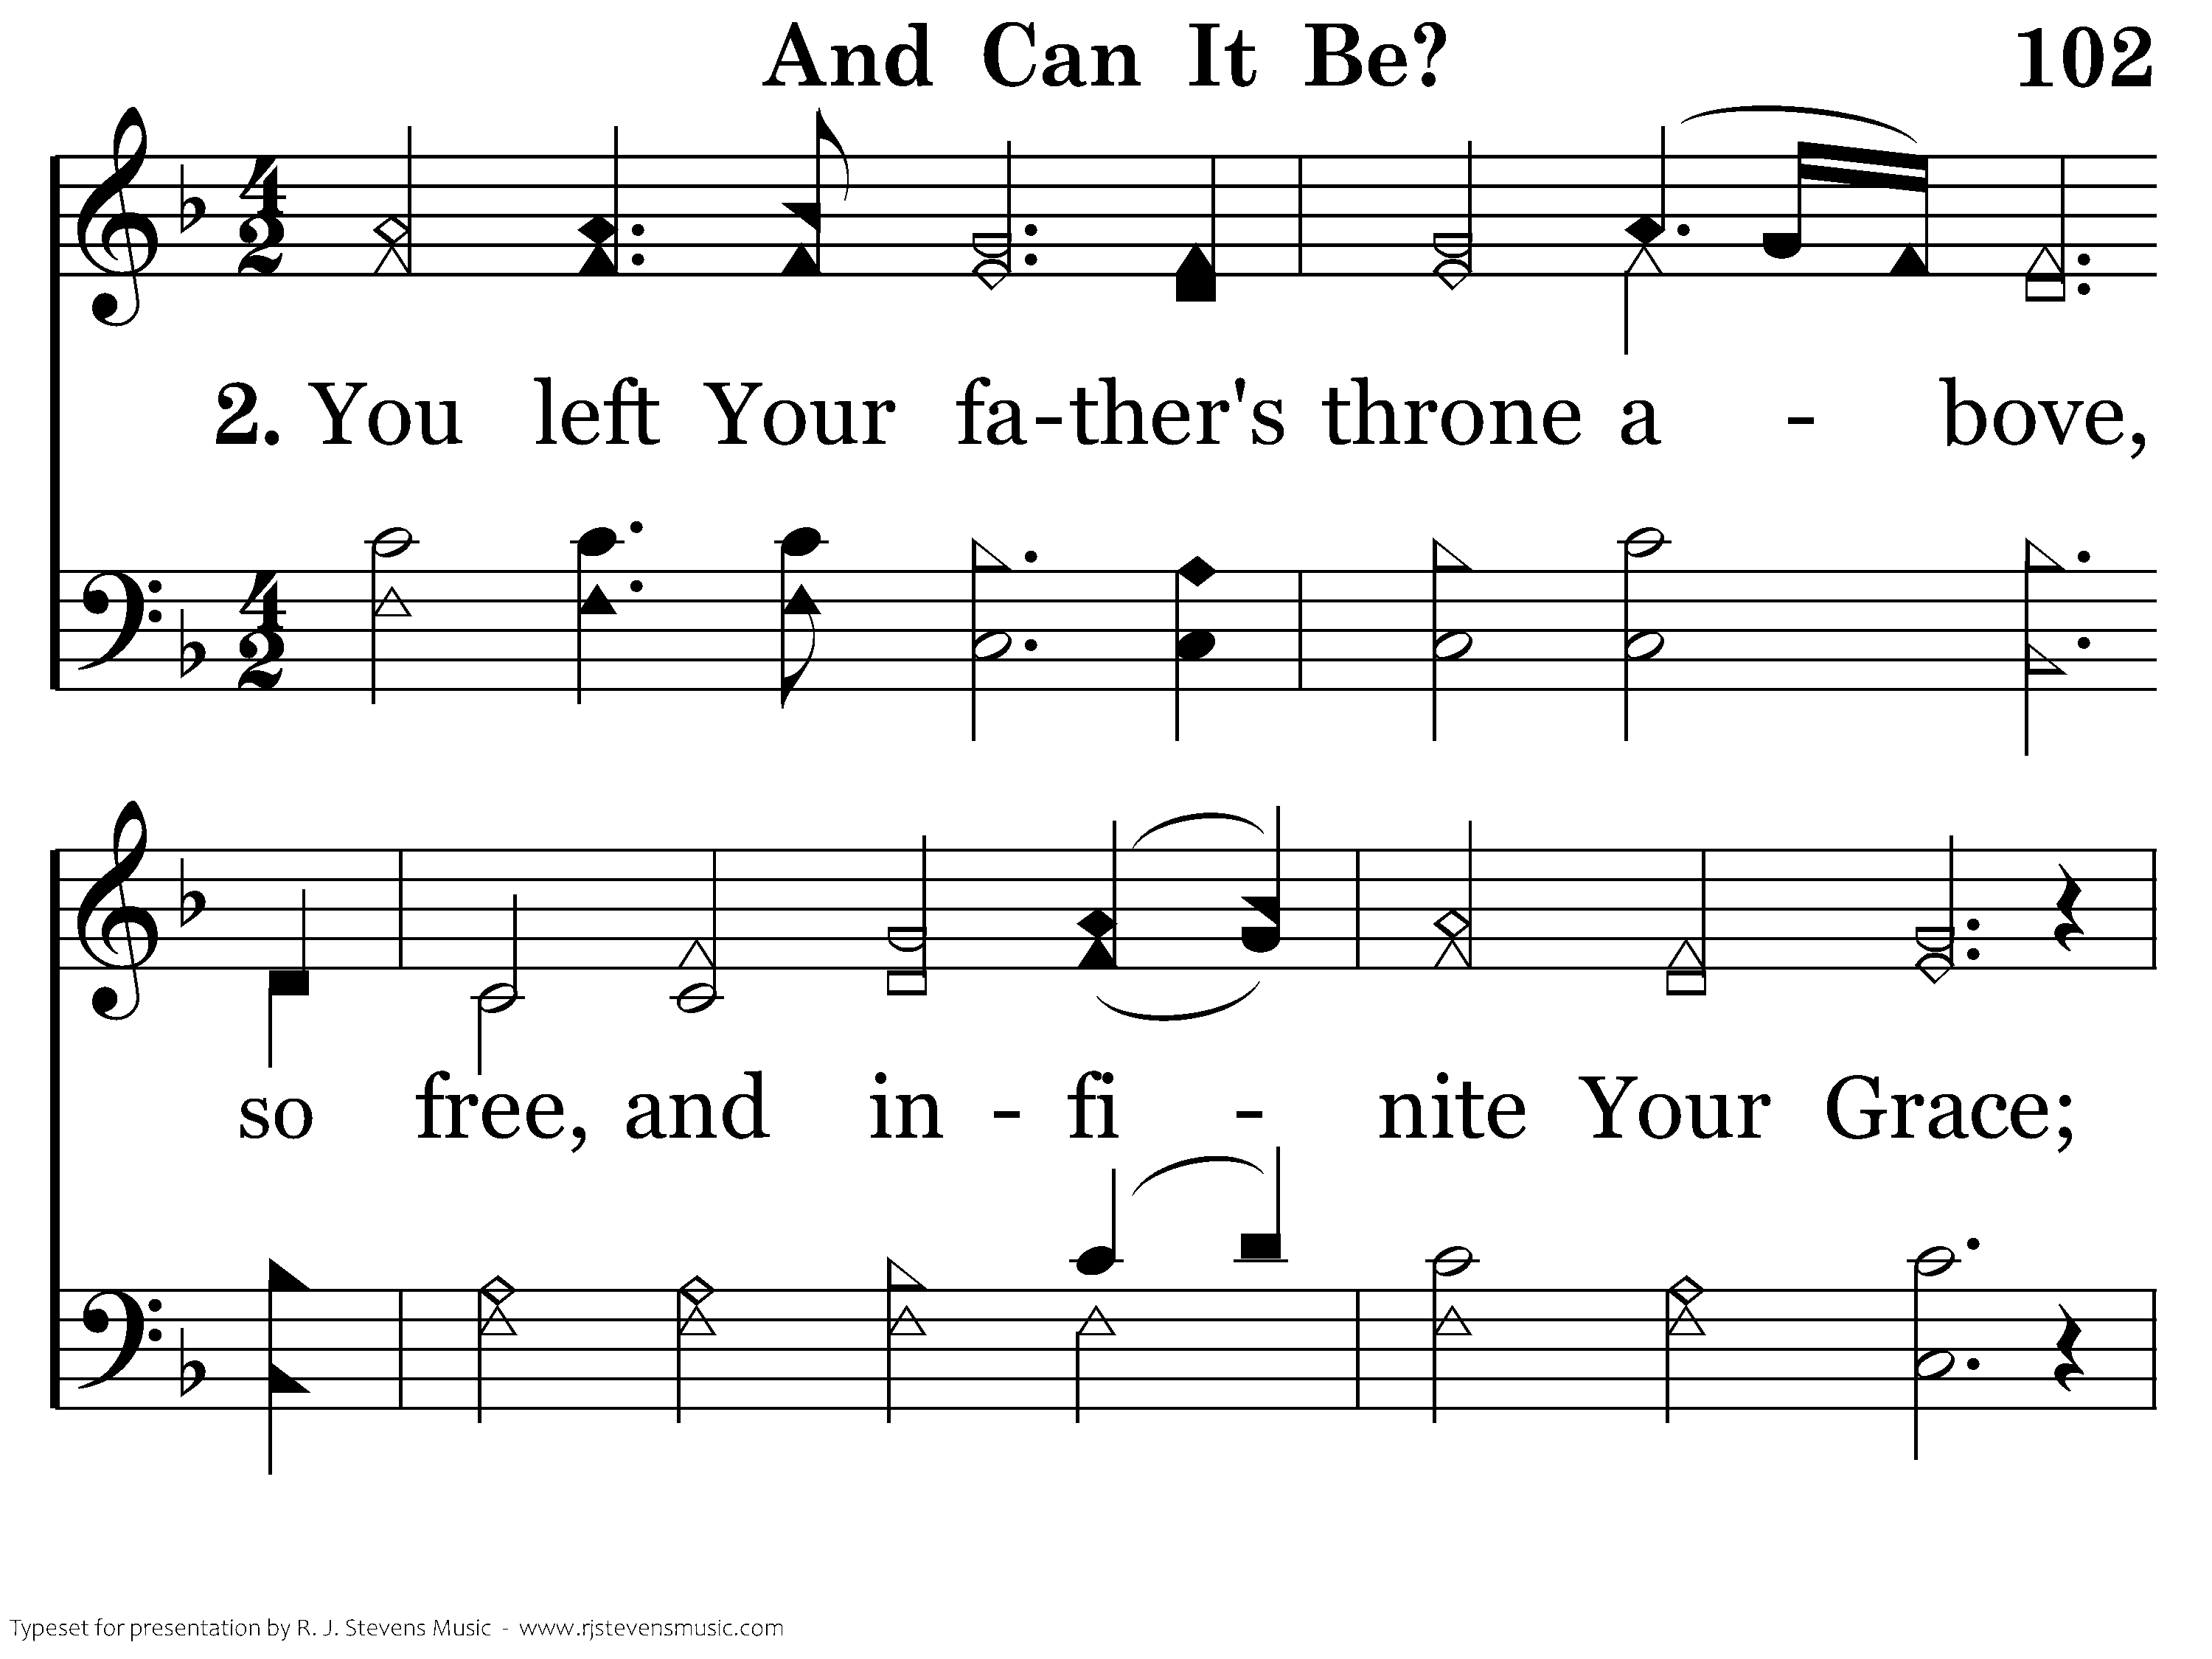 And Can It Be? 102
2. You left Your fa-ther's throne a - bove,
so free, and in - fi - nite Your Grace;
Typeset for presentation by R. J. Stevens Music - www.rjstevensmusic.com